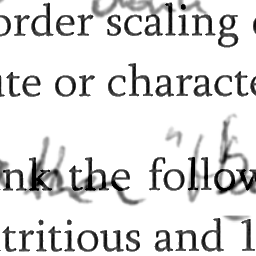 order scaling
ute or characte
nk the follow
tritious and 1